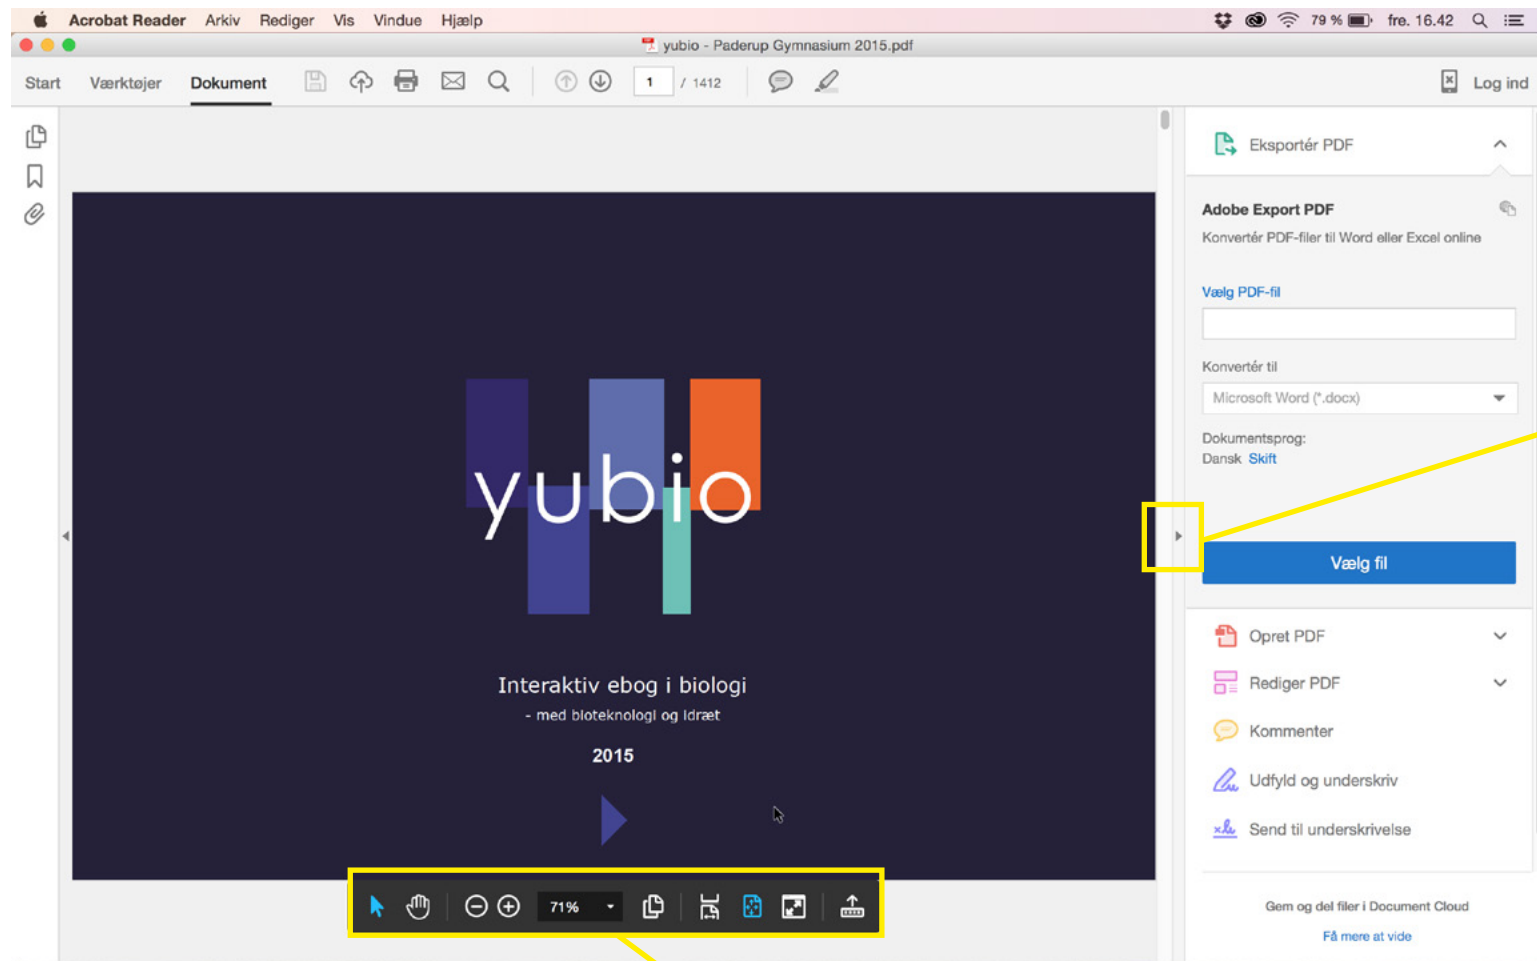 Acrobat Reader Arkiv Rediger Vis Vindue Hjælp 79 % fre. 16.42
yubio - Paderup Gymnasium 2015.pdf
Start Værktøjer Dokument 1 / 1412 Log ind
Eksportér PDF
Adobe Export PDF
Konvertér PDF-filer til Word eller Excel online
Vælg PDF-fil
Konvertér til
Microsoft Word (*.docx)
Dokumentsprog:
Dansk Skift
Vælg fil
Opret PDF
Rediger PDF
Kommenter
Udfyld og underskriv
Send til underskrivelse
Gem og del filer i Document Cloud
Få mere at vide
yubio
Interaktiv ebog i biologi
- med bioteknologi og idræt
2015
71%